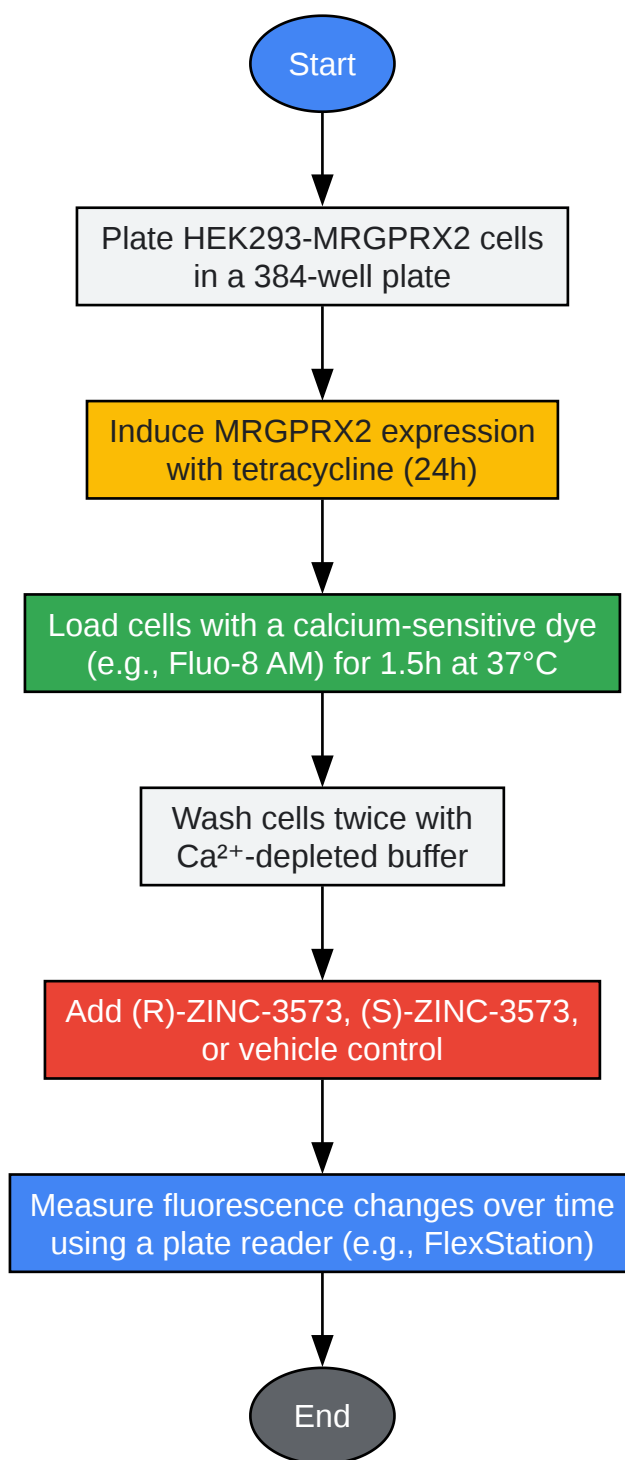 Start
Plate HEK293-MRGPRX2 cells
in a 384-well plate
Induce MRGPRX2 expression
with tetracycline (24h)
Load cells with a calcium-sensitive dye
(e.g., Fluo-8 AM) for 1.5h at 37°C
Wash cells twice with
Ca²⁺-depleted buffer
Add (R)-ZINC-3573, (S)-ZINC-3573,
or vehicle control
Measure fluorescence changes over time
using a plate reader (e.g., FlexStation)
End